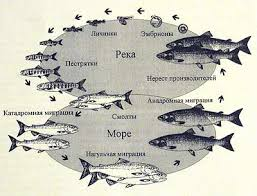 Личинки
Эмбрионы
Река
Пестрятки
Нерест производителей
Катадромная миграция
Смолты
Анадромная миграция
Море
Нагульная миграция